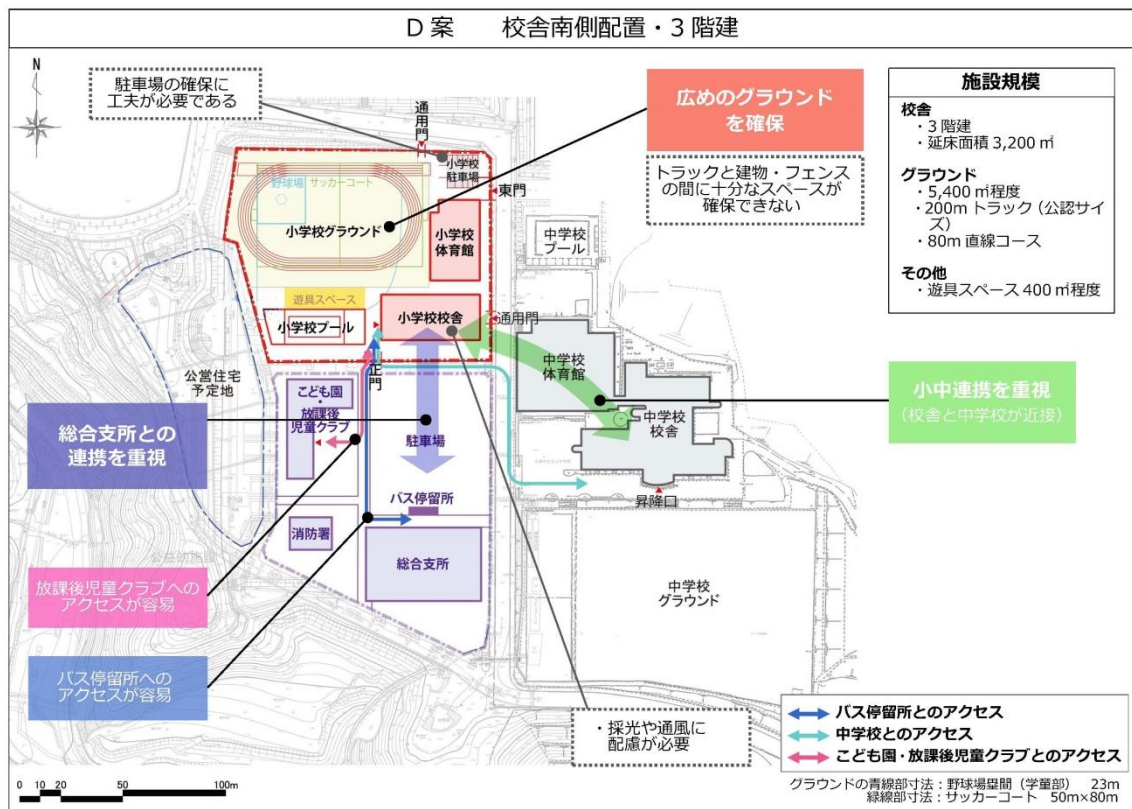 D案 校舎南側配置・3階建
N
駐車場の確保に
工夫が必要である
通用門
広めのグラウンド
を確保
トラックと建物・フェンス
の間に十分なスペースが
確保できない
施設規模
校舎
・3階建
・延床面積 3,200 ㎡
グラウンド
・5,400 ㎡程度
・200m トラック（公認サイ
ズ）
・80m 直線コース
その他
・遊具スペース 400 ㎡程度
小学校
駐車場
野球場
サッカーコート
東門
小学校グラウンド
小学校
体育館
中学校
プール
遊具スペース
小学校プール
小学校校舎
通用門
正門
中学校
体育館
中学校
校舎
昇降口
小中連携を重視
（校舎と中学校が近接）
公営住宅
予定地
こども園
・
放課後
児童クラブ
駐車場
総合支所との
連携を重視
バス停留所
消防署
総合支所
中学校
グラウンド
放課後児童クラブへの
アクセスが容易
バス停留所への
アクセスが容易
・採光や通風に
配慮が必要
バス停留所とのアクセス
中学校とのアクセス
こども園・放課後児童クラブとのアクセス
グラウンドの青線部寸法：野球場塁間（学童部） 23m
緑線部寸法：サッカーコート 50m×80m
0 10 20 50 100m